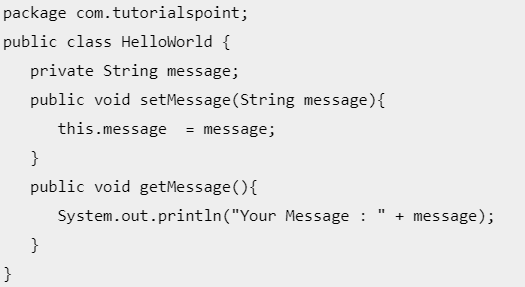 package com.tutorialspoint;
public class HelloWorld {
   private String message;
   public void setMessage(String message){
      this.message  = message;
   }
   public void getMessage(){
      System.out.println("Your Message : " + message);
   }
}